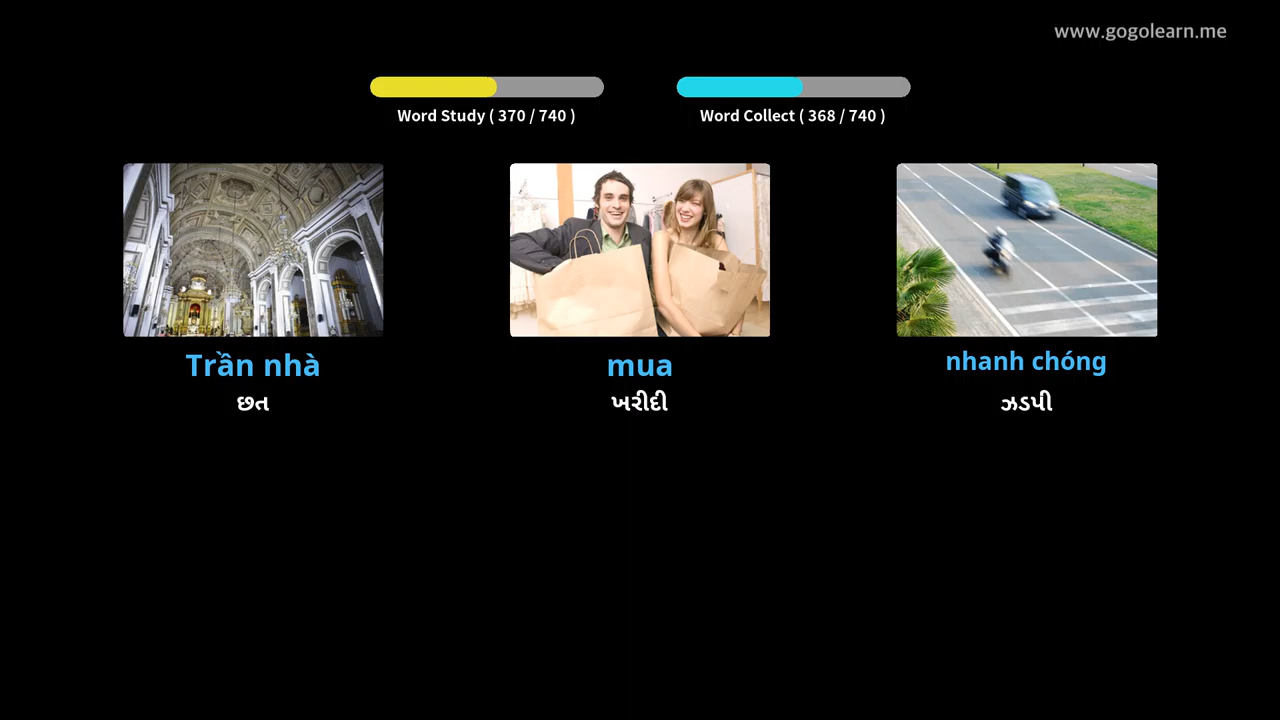 www.gogolearn.me
Word Study ( 370 / 740 )
Word Collect ( 368 / 740 )
Trần nhà
છત
mua
ખરીદી
nhanh chóng
ઝડપી